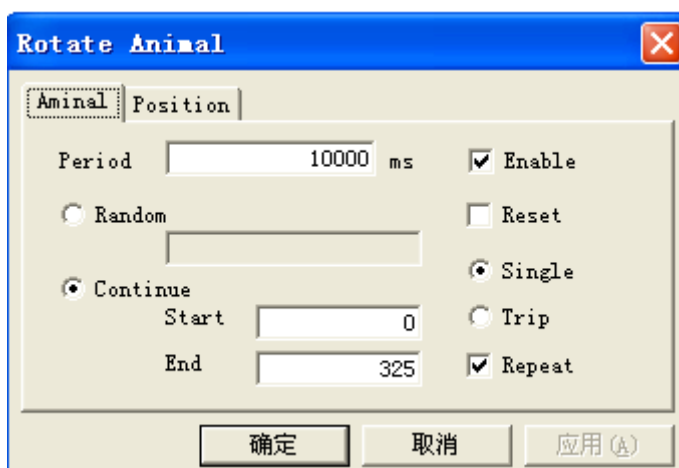 Rotate Animal
Aminal Position
Period 10000 ms Enable
Random Reset
Single
Continue
Start 0 Trip
End 325 Repeat
确定 取消 应用(A)